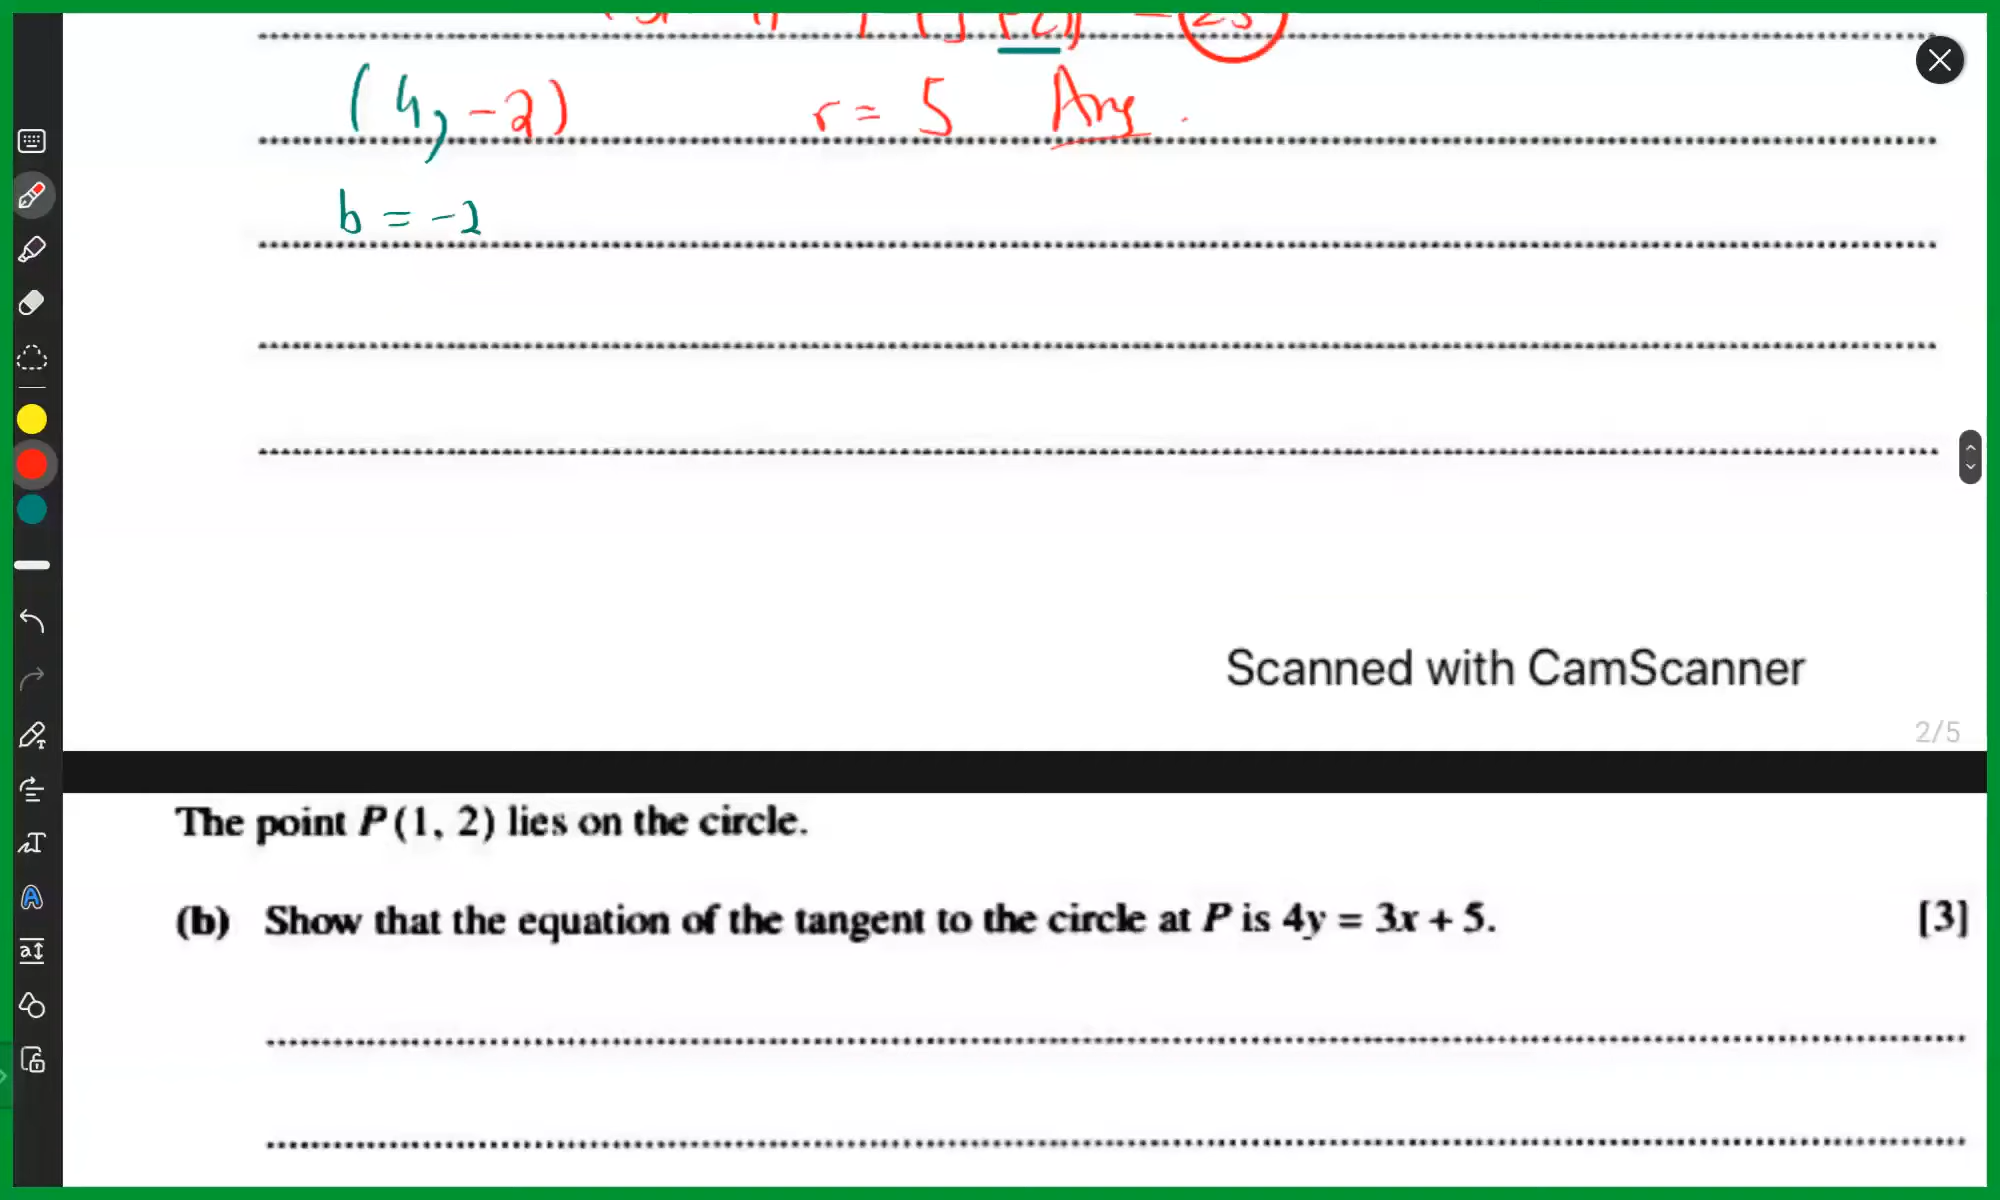 (4, -2) r = 5 Ans.
b = -2
Scanned with CamScanner
2/5
The point P(1, 2) lies on the circle.
(b) Show that the equation of the tangent to the circle at P is 4y = 3x + 5. [3]